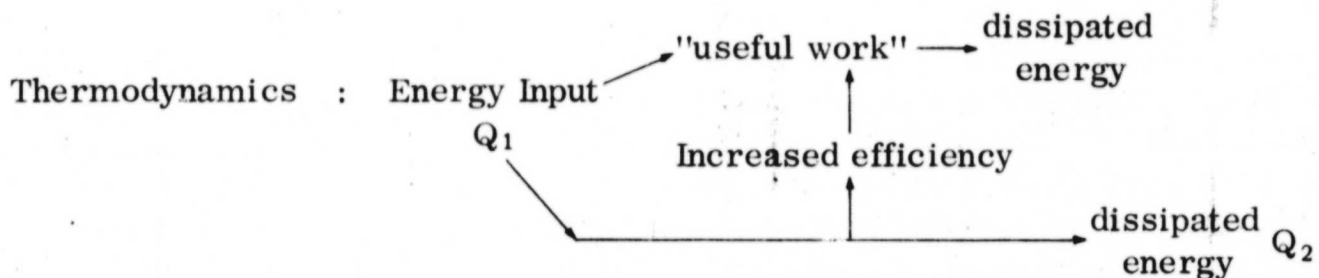 "useful work" dissipated
energy
Thermodynamics : Energy Input
Q1
Increased efficiency
dissipated
energy Q2